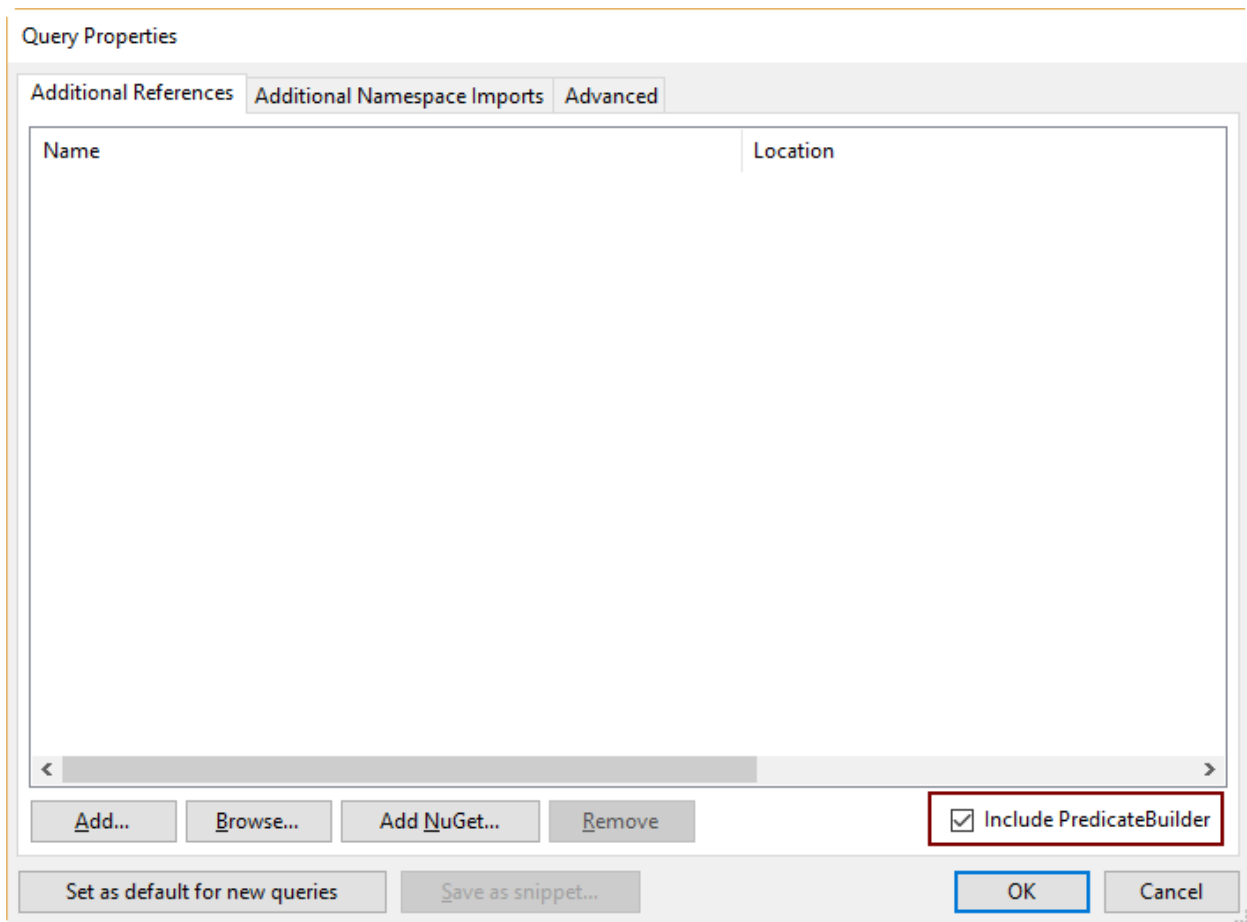 Query Properties
Additional References Additional Namespace Imports Advanced
Name Location
Add... Browse... Add NuGet... Remove Include PredicateBuilder
Set as default for new queries Save as snippet... OK Cancel